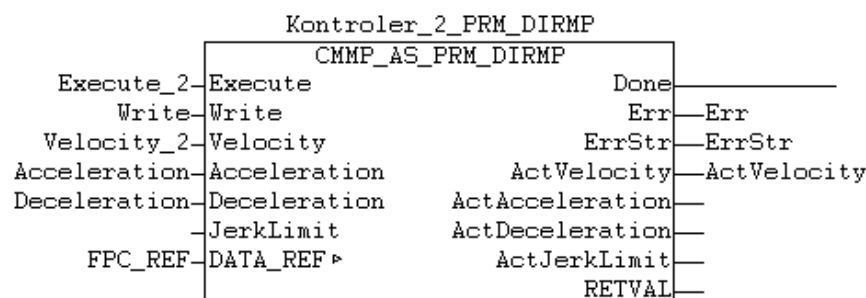 Kontroler_2_PRM_DIRMP
CMMP_AS_PRM_DIRMP
Execute_2 Execute Done
Write Write Err Err
Velocity_2 Velocity ErrStr ErrStr
Acceleration Acceleration ActVelocity ActVelocity
Deceleration Deceleration ActAcceleration
JerkLimit ActDeceleration
FPC_REF DATA_REF ActJerkLimit
RETVAL